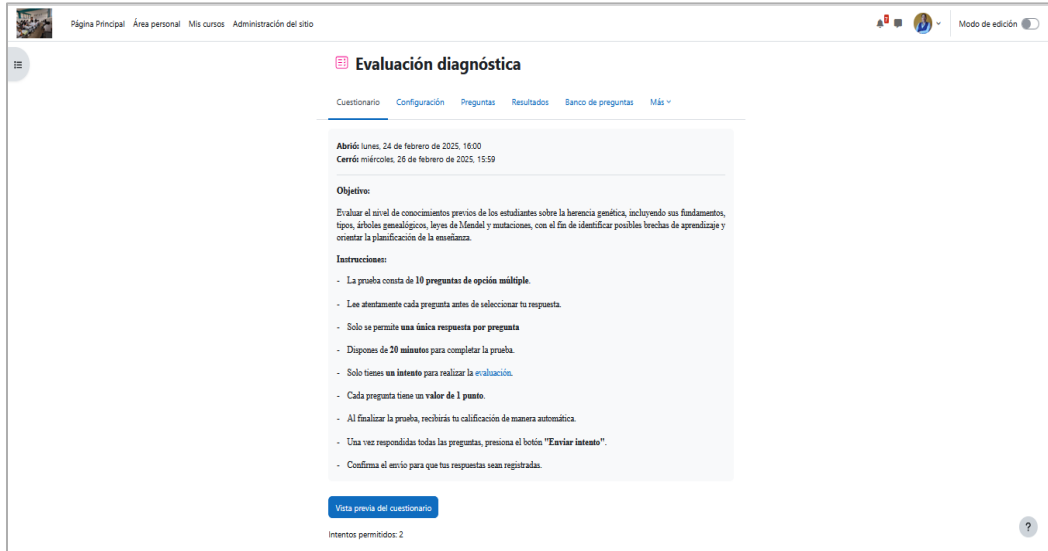 Página Principal Área personal Mis cursos Administración del sitio
7
Modo de edición
Evaluación diagnóstica
Cuestionario Configuración Preguntas Resultados Banco de preguntas Más
Abrió: lunes, 24 de febrero de 2025, 16:00
Cerró: miércoles, 26 de febrero de 2025, 15:59
Objetivo:
Evaluar el nivel de conocimientos previos de los estudiantes sobre la herencia genética, incluyendo sus fundamentos,
tipos, árboles genealógicos, leyes de Mendel y mutaciones, con el fin de identificar posibles brechas de aprendizaje y
orientar la planificación de la enseñanza.
Instrucciones:
- La prueba consta de 10 preguntas de opción múltiple.
- Lee atentamente cada pregunta antes de seleccionar tu respuesta.
- Solo se permite una única respuesta por pregunta
- Dispones de 20 minutos para completar la prueba.
- Solo tienes un intento para realizar la evaluación.
- Cada pregunta tiene un valor de 1 punto.
- Al finalizar la prueba, recibirás tu calificación de manera automática.
- Una vez respondidas todas las preguntas, presiona el botón "Enviar intento".
- Confirma el envío para que tus respuestas sean registradas.
Vista previa del cuestionario
Intentos permitidos: 2
?